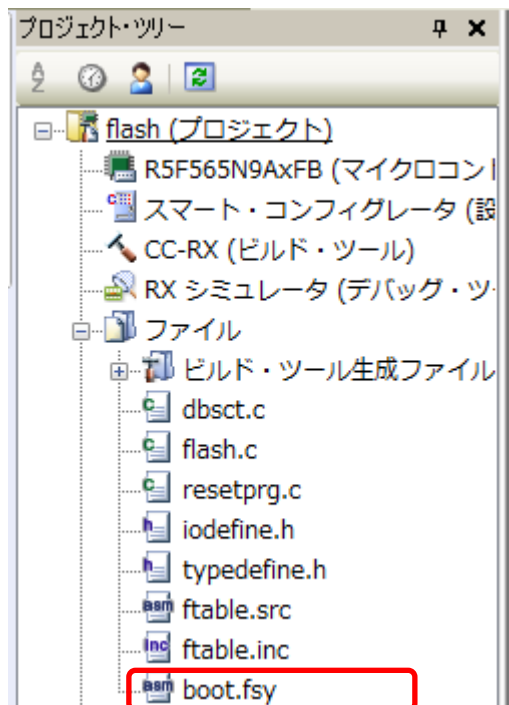 プロジェクト・ツリー
flash (プロジェクト)
R5F565N9AxFB (マイクロコント
スマート・コンフィグレータ (設
CC-RX (ビルド・ツール)
RX シミュレータ (デバッグ・ツ
ファイル
ビルド・ツール生成ファイル
dbsct.c
flash.c
resetprg.c
iodefine.h
typedefine.h
ftable.src
ftable.inc
boot.fsy